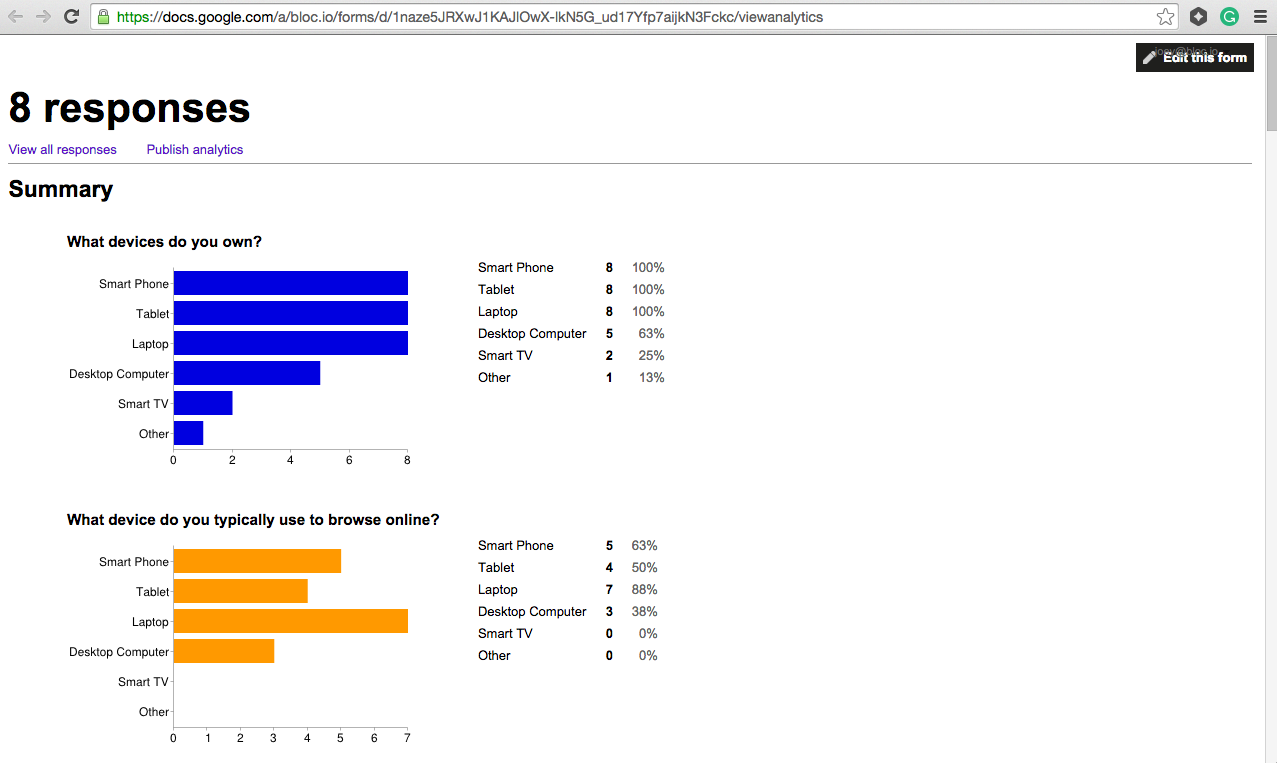 https://docs.google.com/a/bloc.io/forms/d/1naze5JRXwJ1KAJlOwX-lkN5G_ud17Yfp7aijkN3Fckc/viewanalytics
Edit this form
8 responses
View all responses Publish analytics
Summary
What devices do you own?
Smart Phone
Tablet
Laptop
Desktop Computer
Smart TV
Other
0 2 4 6 8
Smart Phone 8 100%
Tablet 8 100%
Laptop 8 100%
Desktop Computer 5 63%
Smart TV 2 25%
Other 1 13%
What device do you typically use to browse online?
Smart Phone
Tablet
Laptop
Desktop Computer
Smart TV
Other
0 1 2 3 4 5 6 7
Smart Phone 5 63%
Tablet 4 50%
Laptop 7 88%
Desktop Computer 3 38%
Smart TV 0 0%
Other 0 0%